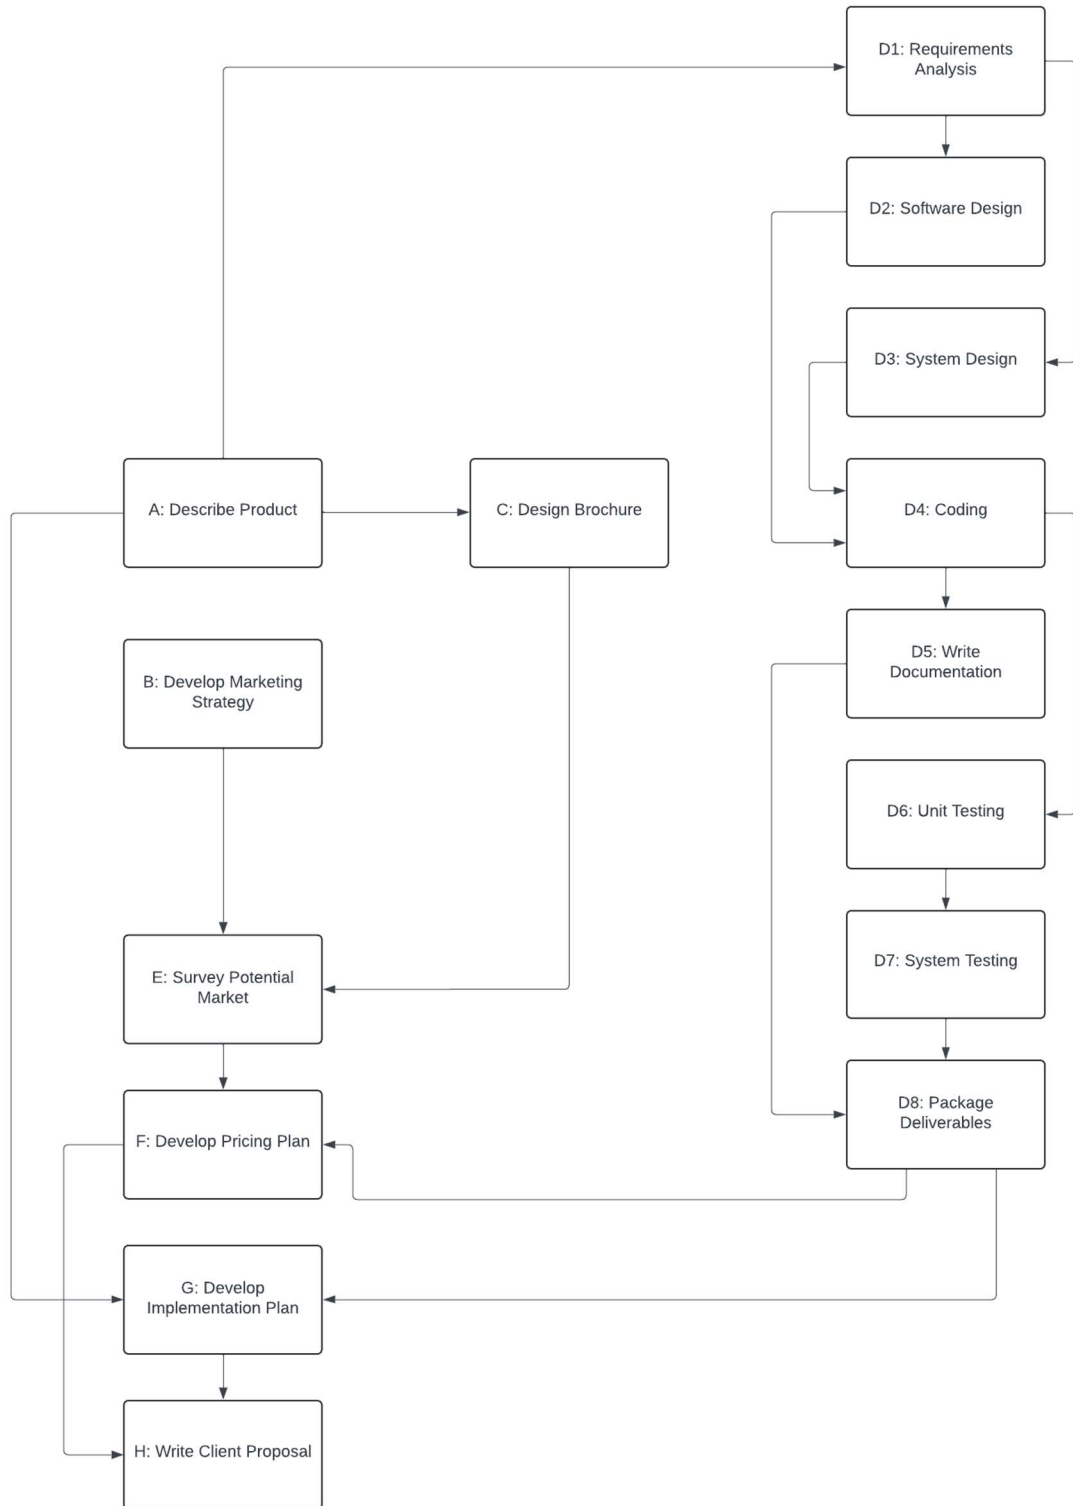 D1: Requirements
Analysis
D2: Software Design
D3: System Design
A: Describe Product
C: Design Brochure
D4: Coding
B: Develop Marketing
Strategy
D5: Write
Documentation
D6: Unit Testing
E: Survey Potential
Market
D7: System Testing
F: Develop Pricing Plan
D8: Package
Deliverables
G: Develop
Implementation Plan
H: Write Client Proposal